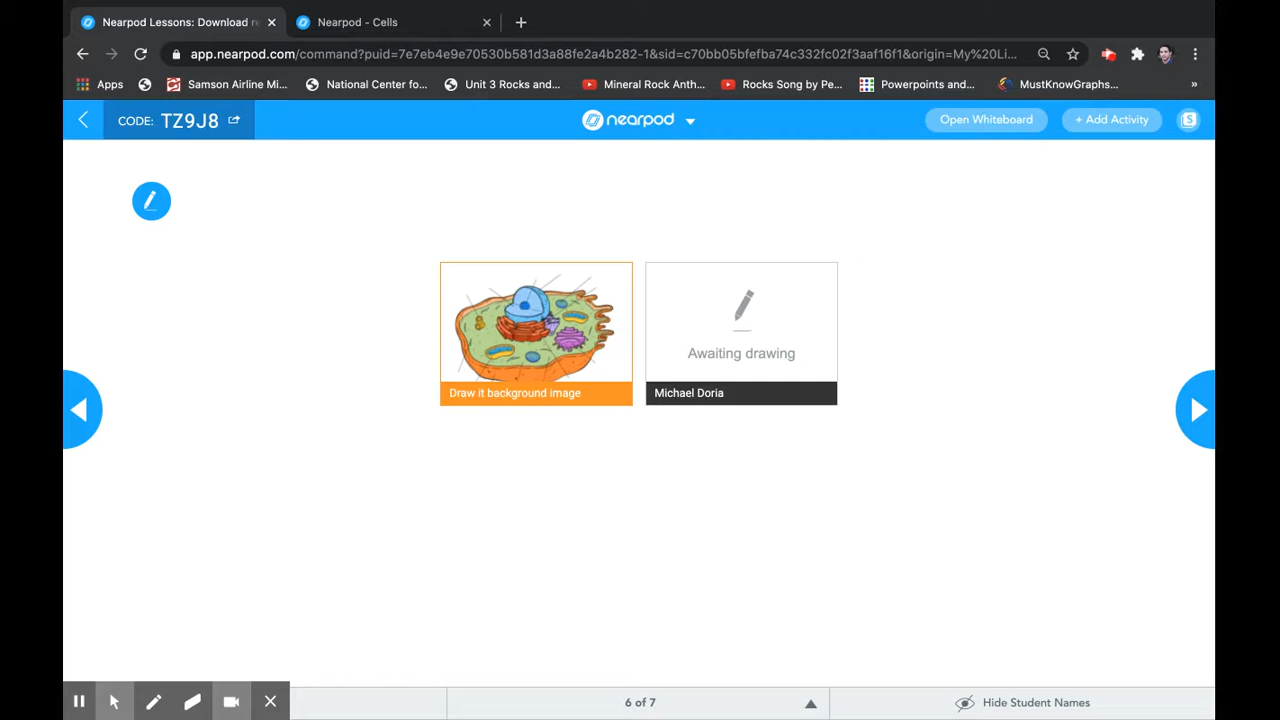 Nearpod Lessons: Download re
Nearpod - Cells
app.nearpod.com/command?puid=7e7eb4e9e70530b581d3a88fe2a4b282-1&sid=c70bb05bfefba74c332fc02f3aaf16f1&origin=My%20Li...
Apps
Samson Airline Mi...
National Center fo...
Unit 3 Rocks and...
Mineral Rock Anth...
Rocks Song by Pe...
Powerpoints and...
MustKnowGraphs...
»
CODE: TZ9J8
nearpod
Open Whiteboard
+ Add Activity
S
Awaiting drawing
Draw it background image
Michael Doria
6 of 7
Hide Student Names